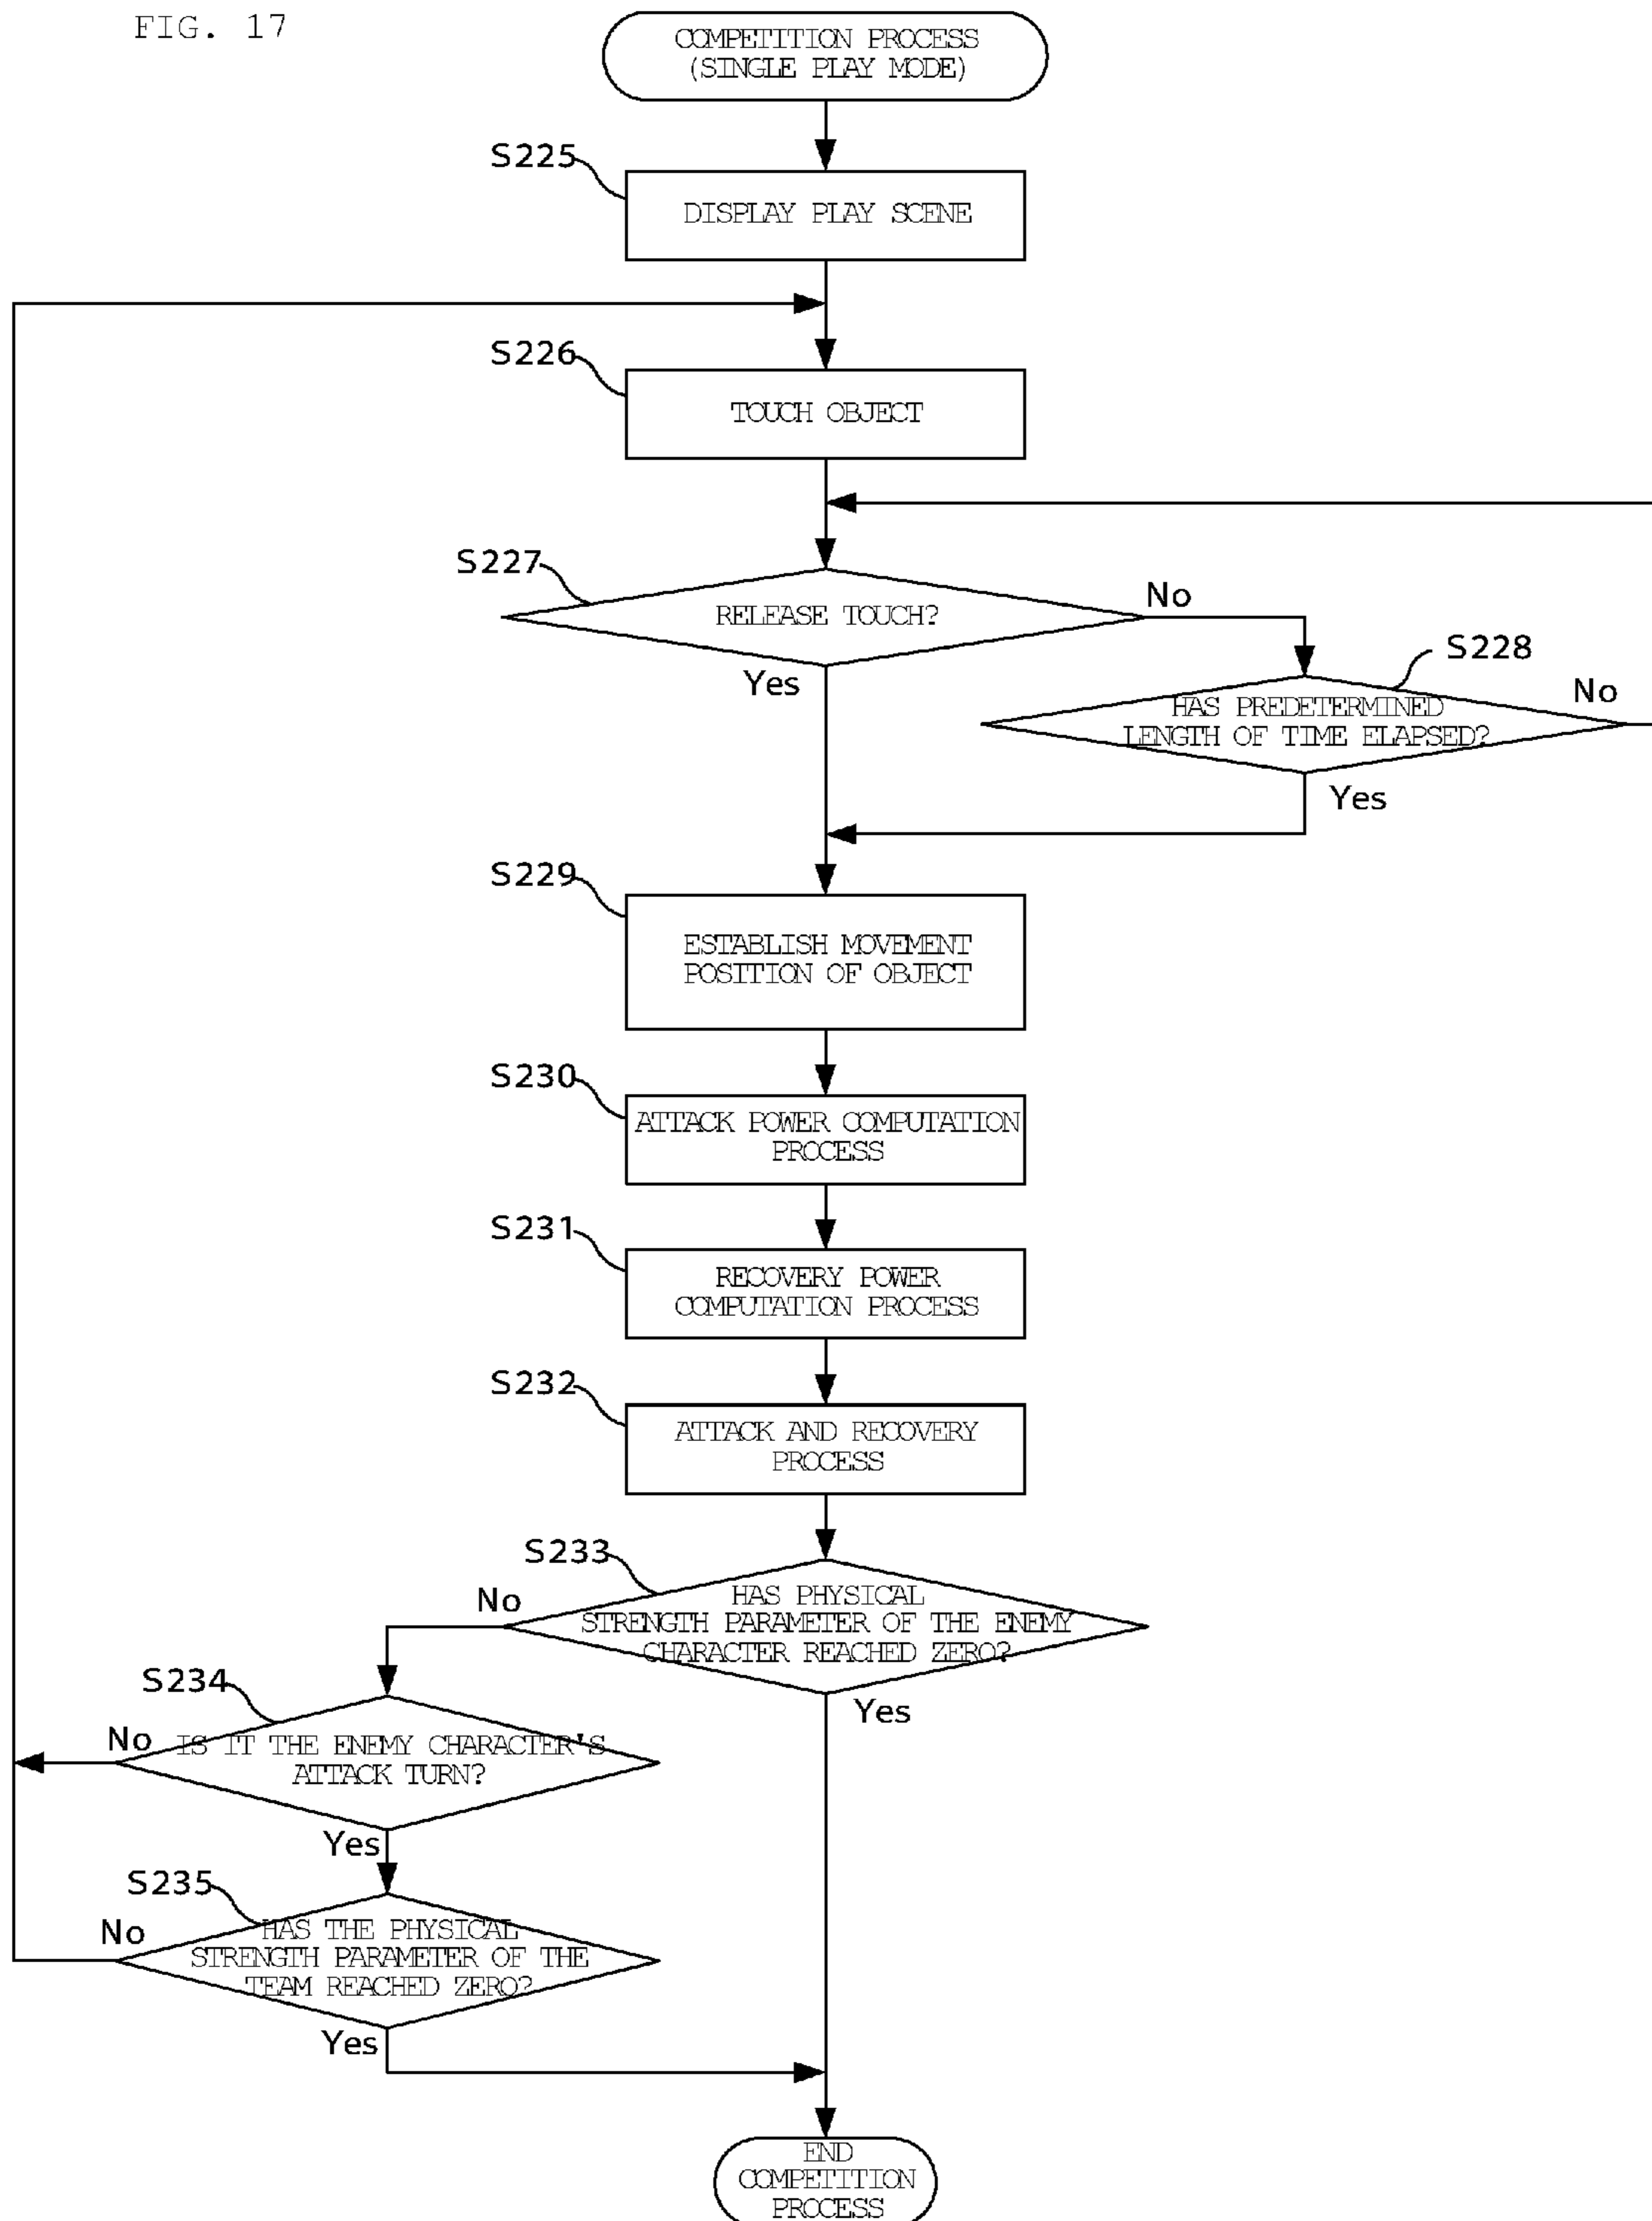 FIG. 17
COMPETITION PROCESS
(SINGLE PLAY MODE)
S225
DISPLAY PLAY SCENE
S226
TOUCH OBJECT
S227
RELEASE TOUCH?
No
Yes
S228
HAS PREDETERMINED
LENGTH OF TIME ELAPSED?
No
Yes
S229
ESTABLISH MOVEMENT
POSITION OF OBJECT
S230
ATTACK POWER COMPUTATION
PROCESS
S231
RECOVERY POWER
COMPUTATION PROCESS
S232
ATTACK AND RECOVERY
PROCESS
S233
HAS PHYSICAL
STRENGTH PARAMETER OF THE ENEMY
CHARACTER REACHED ZERO?
No
Yes
S234
IS IT THE ENEMY CHARACTER'S
ATTACK TURN?
No
Yes
S235
HAS THE PHYSICAL
STRENGTH PARAMETER OF THE
TEAM REACHED ZERO?
No
Yes
END
COMPETITION
PROCESS